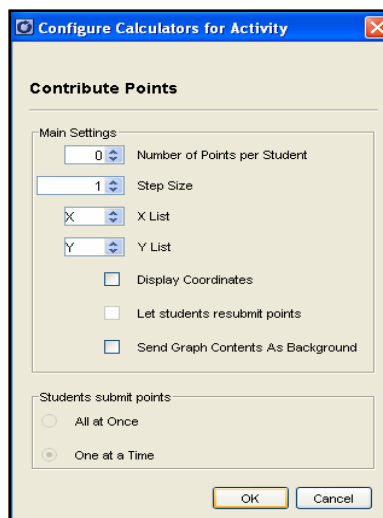 Configure Calculators for Activity
Contribute Points
Main Settings
0 Number of Points per Student
1 Step Size
X X List
Y Y List
Display Coordinates
Let students resubmit points
Send Graph Contents As Background
Students submit points
All at Once
One at a Time
OK Cancel